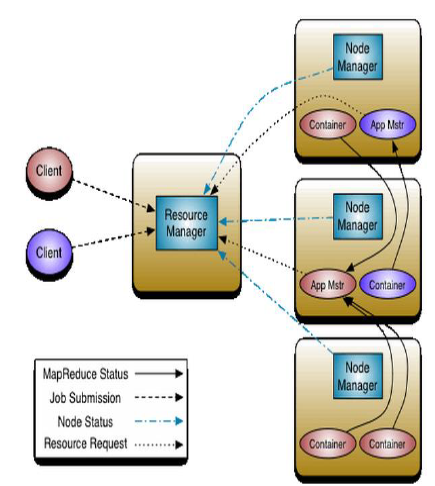 Node
Manager
Container
App Mstr
Client
Resource
Manager
Node
Manager
Client
App Mstr
Container
Node
Manager
MapReduce Status
Job Submission
Node Status
Resource Request
Container
Container